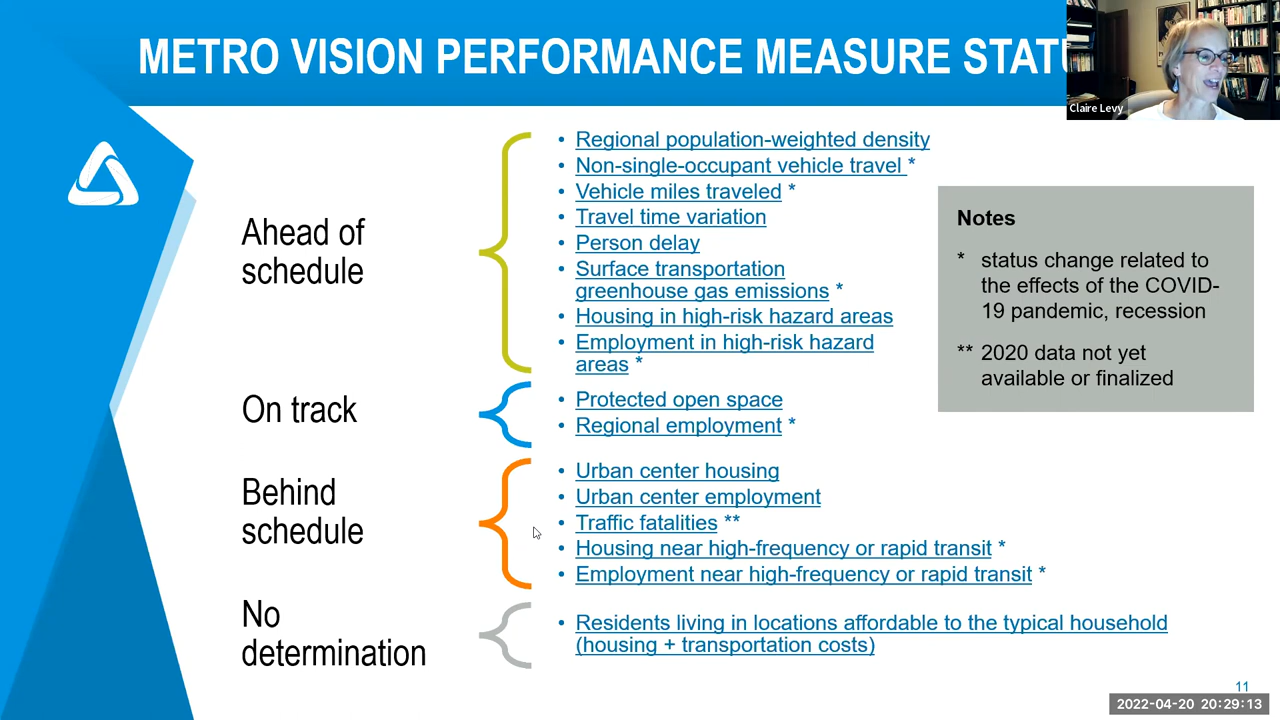 METRO VISION PERFORMANCE MEASURE STATU
Claire Levy
Ahead of
schedule
• Regional population-weighted density
• Non-single-occupant vehicle travel *
• Vehicle miles traveled *
• Travel time variation
• Person delay
• Surface transportation
greenhouse gas emissions *
• Housing in high-risk hazard areas
• Employment in high-risk hazard
areas *
Notes
* status change related to
the effects of the COVID-
19 pandemic, recession
** 2020 data not yet
available or finalized
On track
• Protected open space
• Regional employment *
Behind
schedule
• Urban center housing
• Urban center employment
• Traffic fatalities **
• Housing near high-frequency or rapid transit *
• Employment near high-frequency or rapid transit *
No
determination
• Residents living in locations affordable to the typical household
(housing + transportation costs)
11
2022-04-20 20:29:13